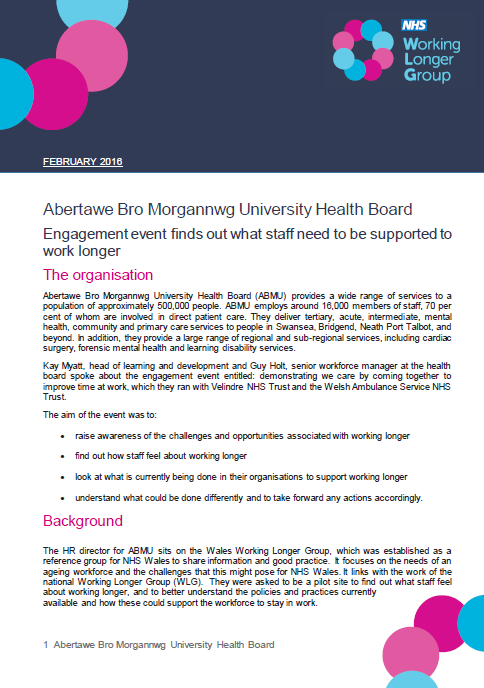 NHS
Working
Longer
Group
FEBRUARY 2016
Abertawe Bro Morgannwg University Health Board
Engagement event finds out what staff need to be supported to
work longer
The organisation
Abertawe Bro Morgannwg University Health Board (ABMU) provides a wide range of services to a
population of approximately 500,000 people. ABMU employs around 16,000 members of staff, 70 per
cent of whom are involved in direct patient care. They deliver tertiary, acute, intermediate, mental
health, community and primary care services to people in Swansea, Bridgend, Neath Port Talbot, and
beyond. In addition, they provide a large range of regional and sub-regional services, including cardiac
surgery, forensic mental health and learning disability services.
Kay Myatt, head of learning and development and Guy Holt, senior workforce manager at the health
board spoke about the engagement event entitled: demonstrating we care by coming together to
improve time at work, which they ran with Velindre NHS Trust and the Welsh Ambulance Service NHS
Trust.
The aim of the event was to:
• raise awareness of the challenges and opportunities associated with working longer
• find out how staff feel about working longer
• look at what is currently being done in their organisations to support working longer
• understand what could be done differently and to take forward any actions accordingly.
Background
The HR director for ABMU sits on the Wales Working Longer Group, which was established as a
reference group for NHS Wales to share information and good practice. It focuses on the needs of an
ageing workforce and the challenges that this might pose for NHS Wales. It links with the work of the
national Working Longer Group (WLG). They were asked to be a pilot site to find out what staff feel
about working longer, and to better understand the policies and practices currently
available and how these could support the workforce to stay in work.
1 Abertawe Bro Morgannwg University Health Board